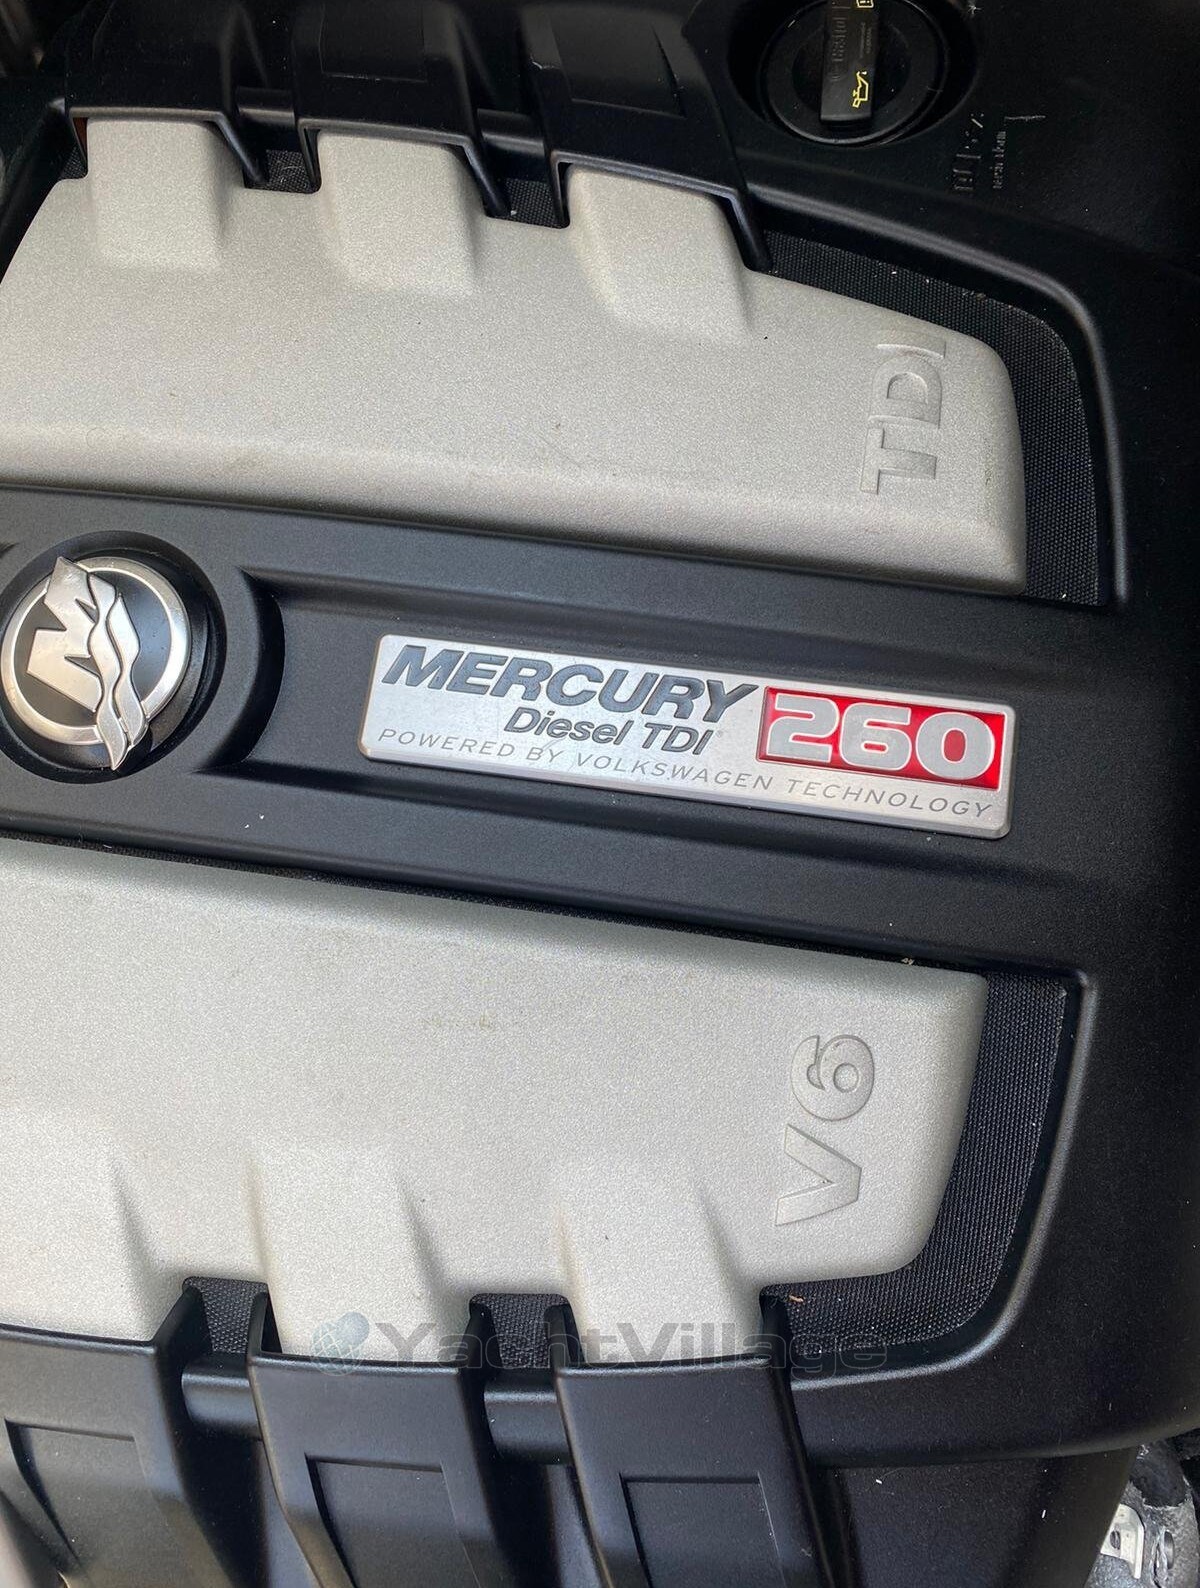 TDI
MERCURY 260
Diesel TDI
POWERED BY VOLKSWAGEN TECHNOLOGY
V6
YachtVillage